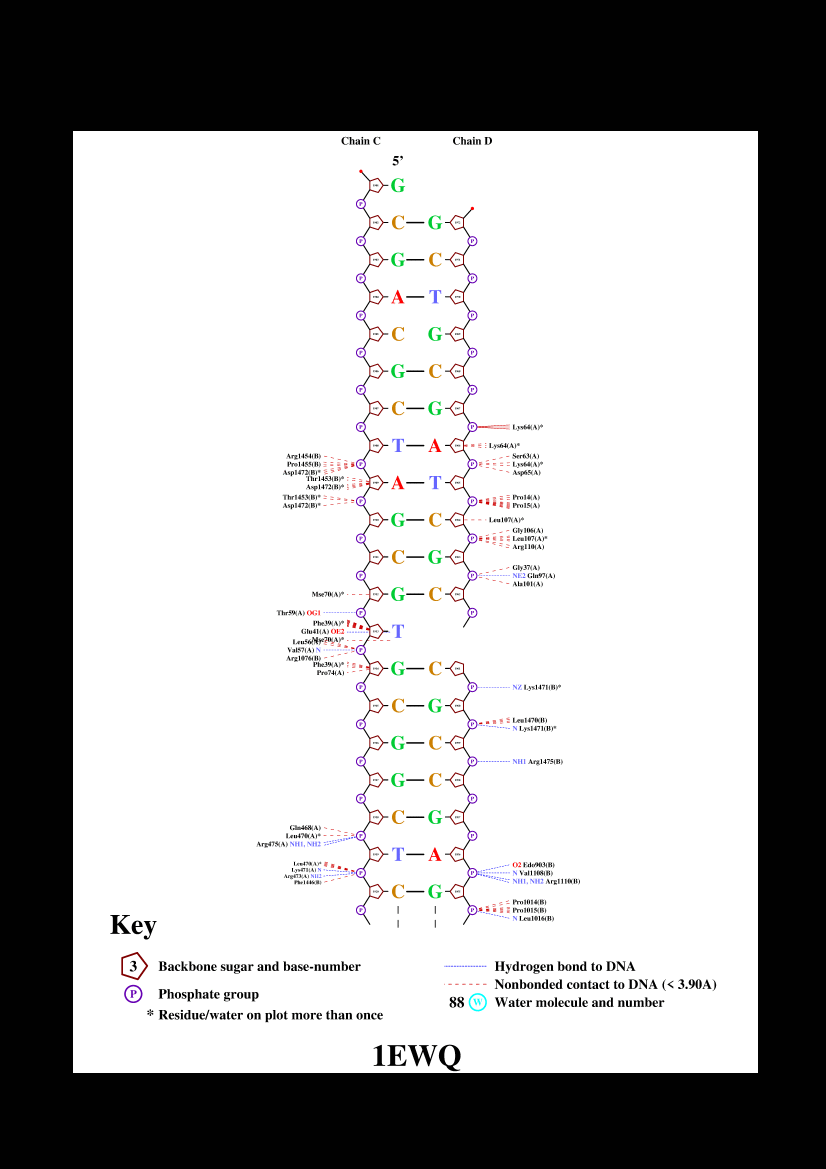 Chain C Chain D
5’
G
C G
G C
A T
C G
G C
C G
P Lys64(A)*
T A Lys64(A)*
Arg1454(B) Ser63(A)
Pro1455(B) P P Lys64(A)*
Asp1472(B)* Asp65(A)
Thr1453(B)*
A T
Asp1472(B)*
Thr1453(B)* Pro14(A)
Asp1472(B)* P P Pro15(A)
G C Leu107(A)*
Gly106(A)
P P Leu107(A)*
Arg110(A)
C G
Gly37(A)
P P NE2 Gln97(A)
Ala101(A)
Mse70(A)* G C
Thr59(A) OG1 P P
Phe39(A)*
Glu41(A) OE2 T
Mse70(A)*
Leu56(A)
Val57(A) N P
Arg1076(B)
Phe39(A)*
G C
Pro74(A)
P P NZ Lys1471(B)*
C G
Leu1470(B)
P P N Lys1471(B)*
G C
P P NH1 Arg1475(B)
G C
P P
C G
Gln468(A)
Leu470(A)* P P
Arg475(A) NH1, NH2
T A
Leu470(A)* O2 Edo903(B)
Lys471(A) N P P N Val1108(B)
Arg473(A) NH2 NH1, NH2 Arg1110(B)
Phe1446(B)
C G
Pro1014(B)
P P Pro1015(B)
N Leu1016(B)
Key
3 Backbone sugar and base-number
P Phosphate group
* Residue/water on plot more than once
Hydrogen bond to DNA
Nonbonded contact to DNA (< 3.90A)
88 W Water molecule and number
1EWQ